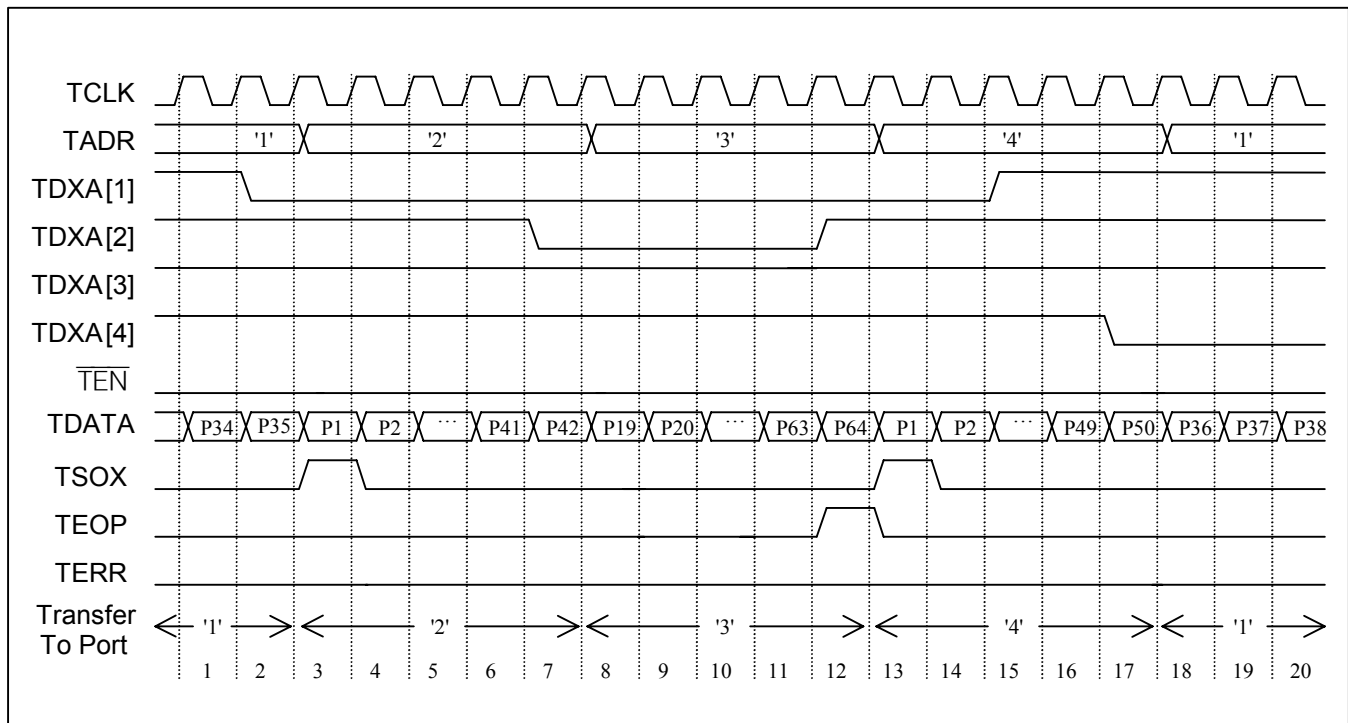 TCLK
TADR '1' '2' '3' '4' '1'
TDXA[1]
TDXA[2]
TDXA[3]
TDXA[4]
TEN
TDATA P34 P35 P1 P2 ... P41 P42 P19 P20 ... P63 P64 P1 P2 ... P49 P50 P36 P37 P38
TSOX
TEOP
TERR
Transfer To Port '1' '2' '3' '4' '1'
1 2 3 4 5 6 7 8 9 10 11 12 13 14 15 16 17 18 19 20